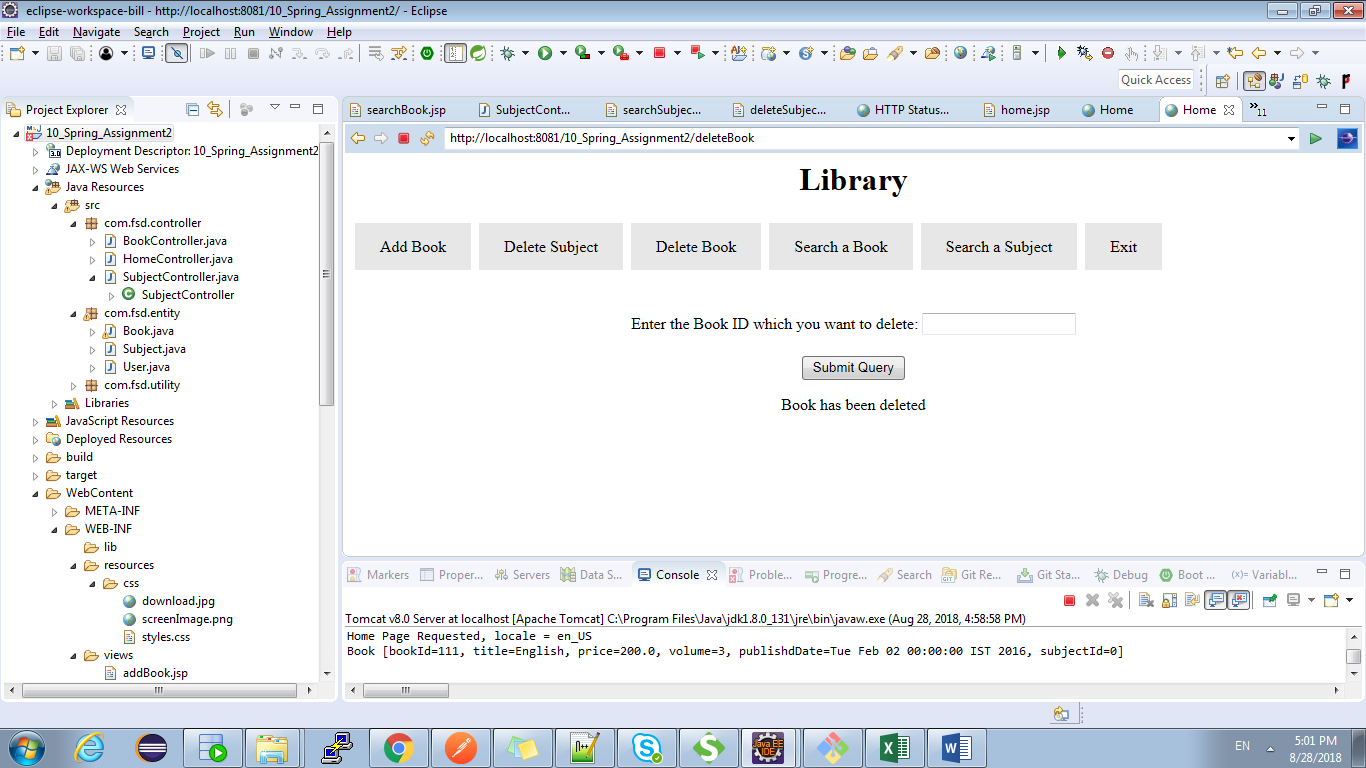 eclipse-workspace-bill - http://localhost:8081/10_Spring_Assignment2/ - Eclipse
File Edit Navigate Search Project Run Window Help
Quick Access
Project Explorer
10_Spring_Assignment2
Deployment Descriptor: 10_Spring_Assignment2
JAX-WS Web Services
Java Resources
src
com.fsd.controller
BookController.java
HomeController.java
SubjectController.java
SubjectController
com.fsd.entity
Book.java
Subject.java
User.java
com.fsd.utility
Libraries
JavaScript Resources
Deployed Resources
build
target
WebContent
META-INF
WEB-INF
lib
resources
css
download.jpg
screenImage.png
styles.css
views
addBook.jsp
searchBook.jsp SubjectCont... searchSubjec... deleteSubjec... HTTP Status... home.jsp Home Home »11
http://localhost:8081/10_Spring_Assignment2/deleteBook
Library
Add Book Delete Subject Delete Book Search a Book Search a Subject Exit
Enter the Book ID which you want to delete:
Submit Query
Book has been deleted
Markers Proper... Servers Data S... Console Proble... Progre... Search Git Re... Git Sta... Debug Boot ... (x)= Variabl...
Tomcat v8.0 Server at localhost [Apache Tomcat] C:\Program Files\Java\jdk1.8.0_131\jre\bin\javaw.exe (Aug 28, 2018, 4:58:58 PM)
Home Page Requested, locale = en_US
Book [bookId=111, title=English, price=200.0, volume=3, publishdDate=Tue Feb 02 00:00:00 IST 2016, subjectId=0]
Java EE
IDE
EN
5:01 PM
8/28/2018